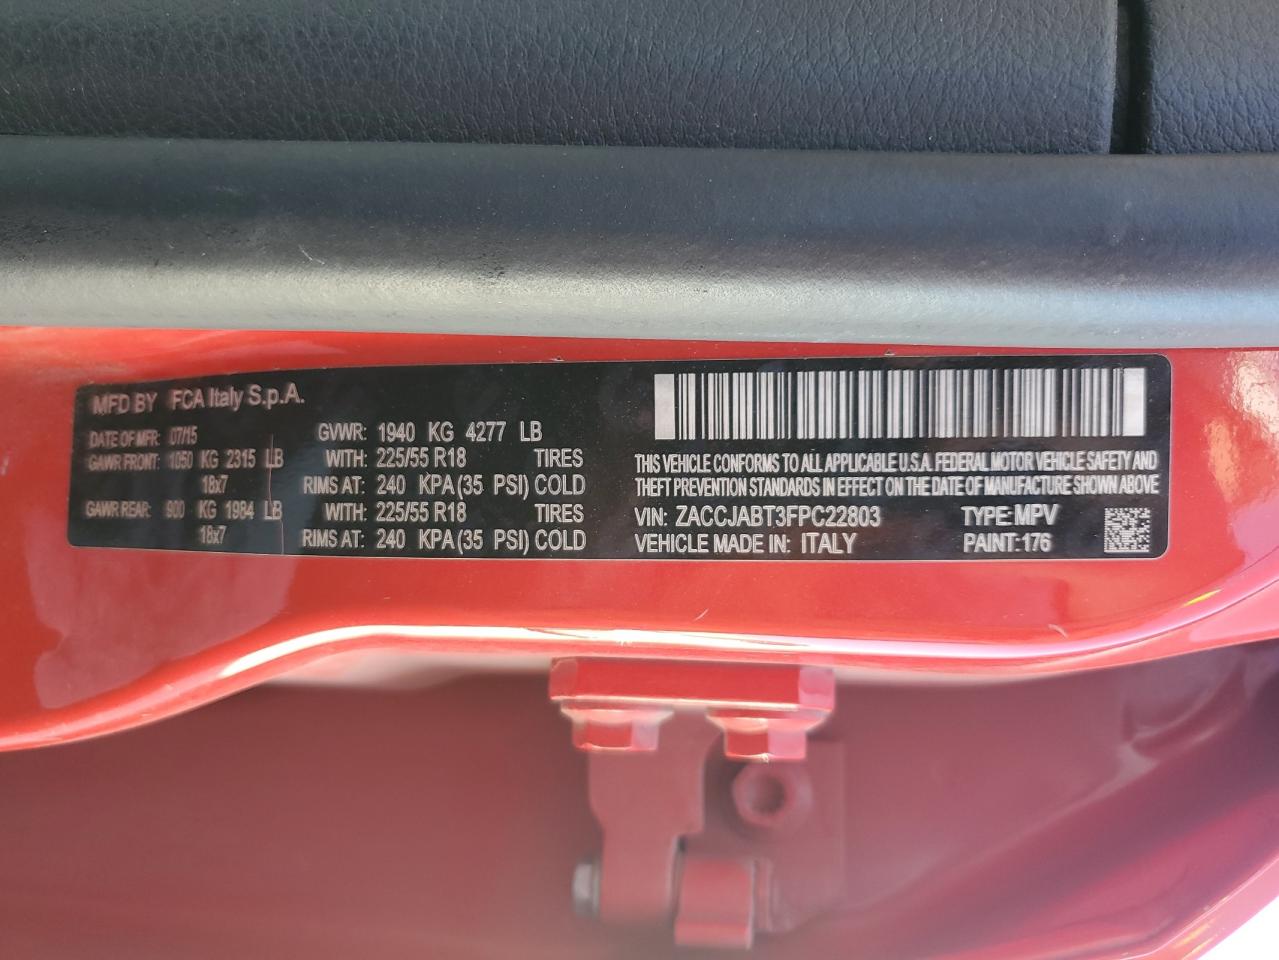 MFD BY FCA Italy S.p.A.
DATE OF MFR: 07/15 GVWR: 1940 KG 4277 LB
GAWR FRONT: 1050 KG 2315 LB WITH: 225/55 R18 TIRES
18x7 RIMS AT: 240 KPA (35 PSI) COLD
GAWR REAR: 900 KG 1984 LB WITH: 225/55 R18 TIRES
18x7 RIMS AT: 240 KPA (35 PSI) COLD
THIS VEHICLE CONFORMS TO ALL APPLICABLE U.S.A. FEDERAL MOTOR VEHICLE SAFETY AND
THEFT PREVENTION STANDARDS IN EFFECT ON THE DATE OF MANUFACTURE SHOWN ABOVE
VIN: ZACCJABT3FPC22803 TYPE: MPV
VEHICLE MADE IN: ITALY PAINT: 176